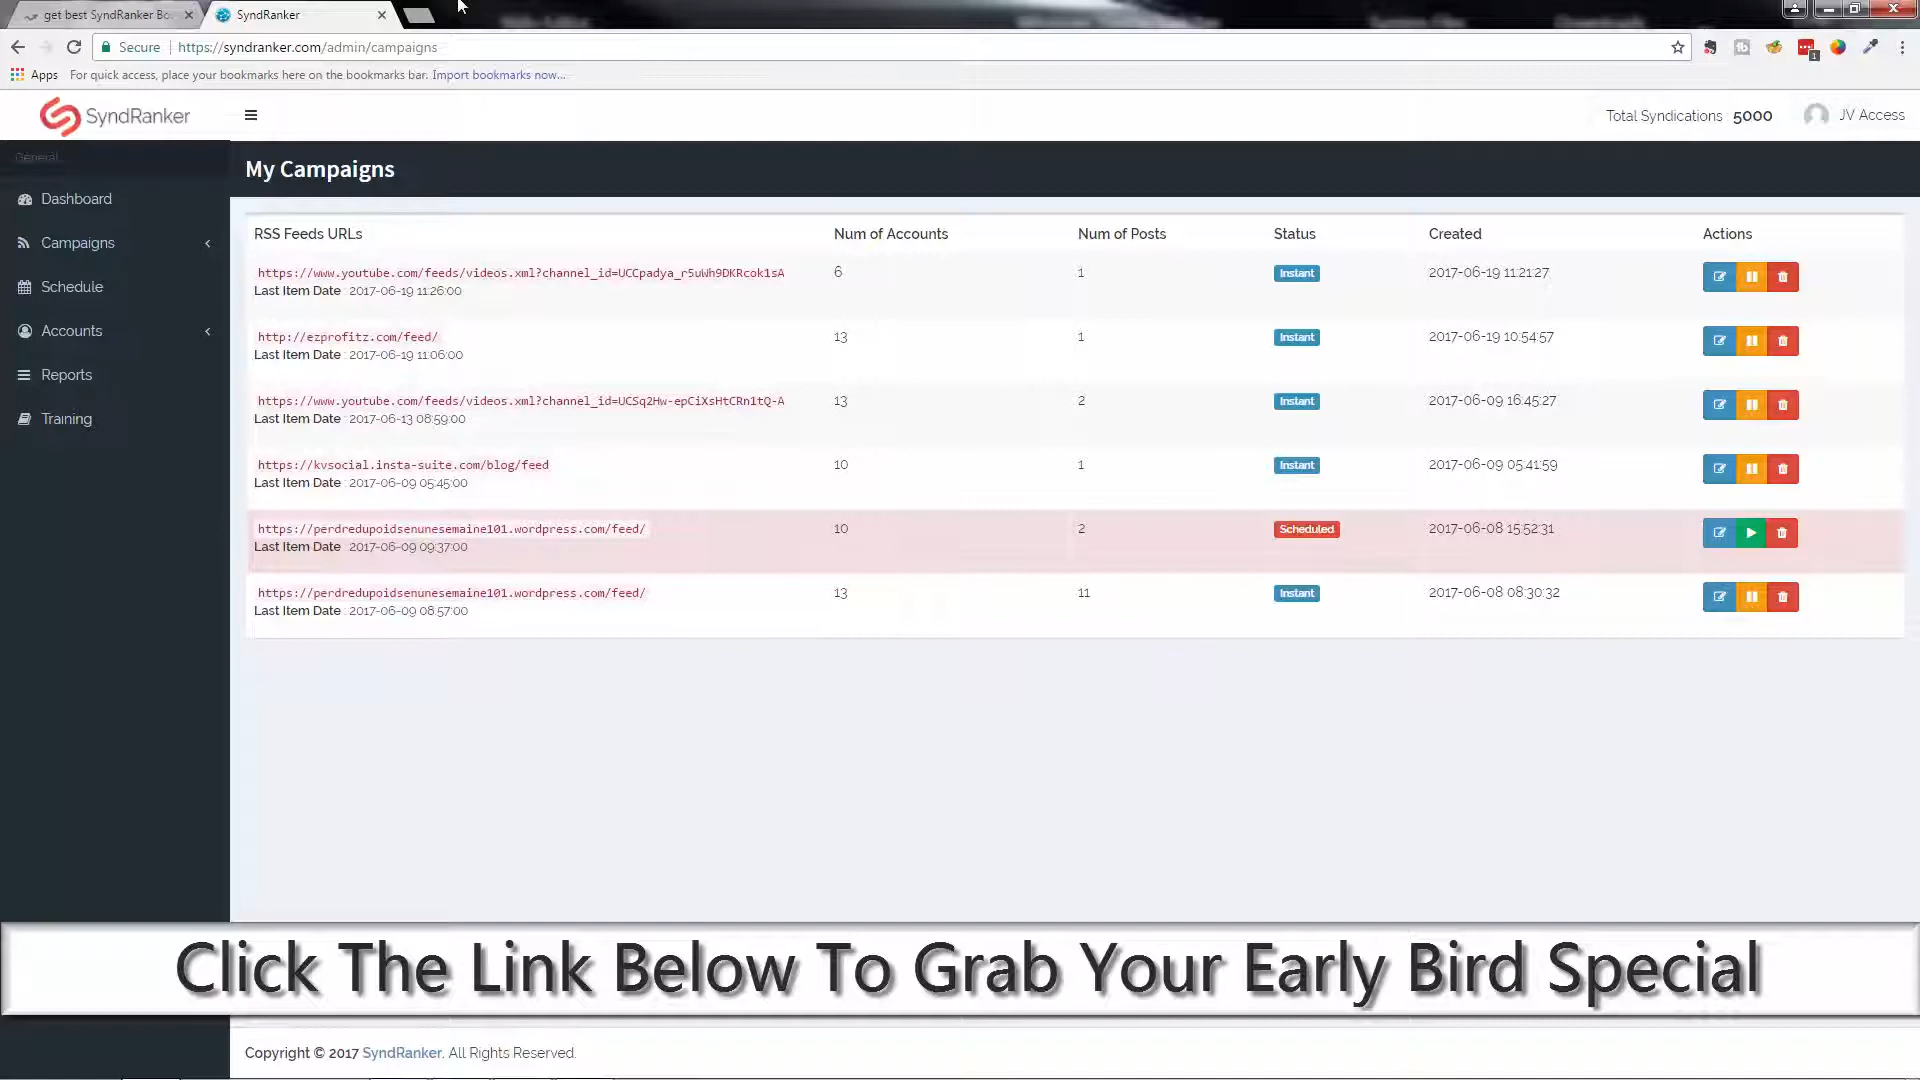 get best SyndRanker Bo
SyndRanker
Secure https://syndranker.com/admin/campaigns
Apps For quick access, place your bookmarks here on the bookmarks bar. Import bookmarks now...
SyndRanker
Total Syndications 5000 JV Access
General
My Campaigns
Dashboard
Campaigns
Schedule
Accounts
Reports
Training
RSS Feeds URLs Num of Accounts Num of Posts Status Created Actions
https://www.youtube.com/feeds/videos.xml?channel_id=UCCpadya_r5uWh9DKRcok1sA 6 1 Instant 2017-06-19 11:21:27
Last Item Date : 2017-06-19 11:26:00
http://ezprofitz.com/feed/ 13 1 Instant 2017-06-19 10:54:57
Last Item Date : 2017-06-19 11:06:00
https://www.youtube.com/feeds/videos.xml?channel_id=UCSq2Hw-epCiXsHtCRn1tQ-A 13 2 Instant 2017-06-09 16:45:27
Last Item Date : 2017-06-13 08:59:00
https://kvsocial.insta-suite.com/blog/feed 10 1 Instant 2017-06-09 05:41:59
Last Item Date : 2017-06-09 05:45:00
https://perdredupoidsenunesemaine101.wordpress.com/feed/ 10 2 Scheduled 2017-06-08 15:52:31
Last Item Date : 2017-06-09 09:37:00
https://perdredupoidsenunesemaine101.wordpress.com/feed/ 13 11 Instant 2017-06-08 08:30:32
Last Item Date : 2017-06-09 08:57:00
Click The Link Below To Grab Your Early Bird Special
Copyright © 2017 SyndRanker. All Rights Reserved.